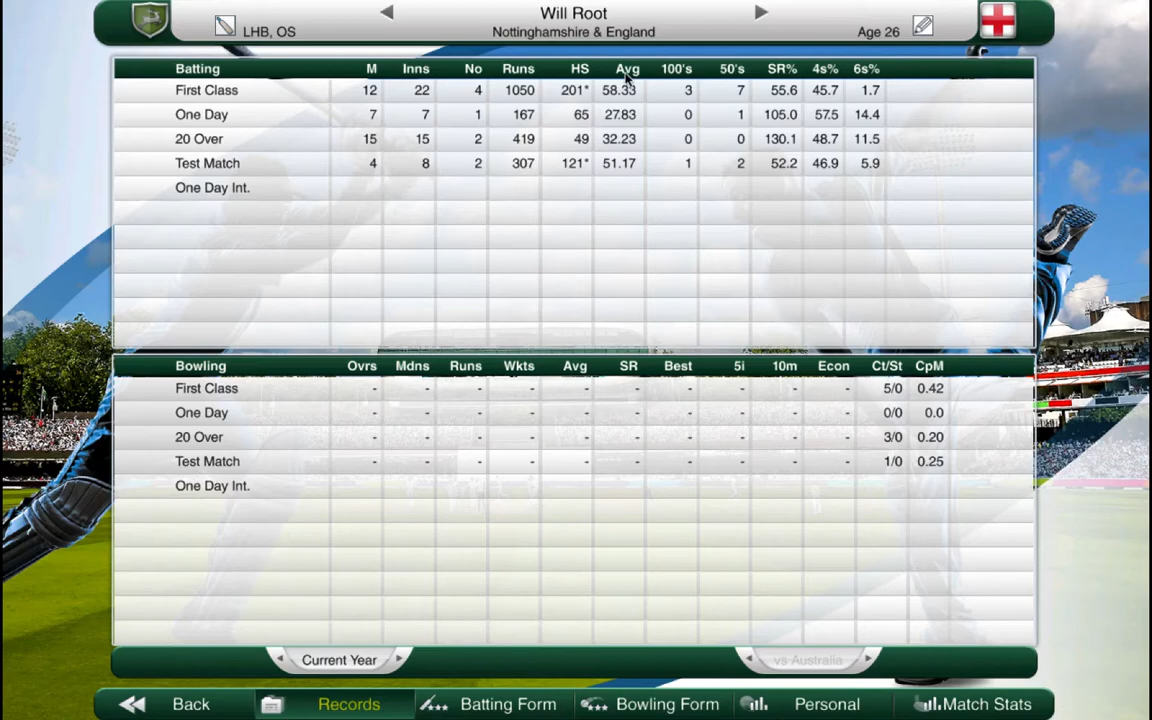 Will Root
LHB, OS
Nottinghamshire & England
Age 26
Batting M Inns No Runs HS Avg 100's 50's SR% 4s% 6s%
First Class 12 22 4 1050 201* 58.33 3 7 55.6 45.7 1.7
One Day 7 7 1 167 65 27.83 0 1 105.0 57.5 14.4
20 Over 15 15 2 419 49 32.23 0 0 130.1 48.7 11.5
Test Match 4 8 2 307 121* 51.17 1 2 52.2 46.9 5.9
One Day Int.
Bowling Ovrs Mdns Runs Wkts Avg SR Best 5i 10m Econ Ct/St CpM
First Class - - - - - - - - - - 5/0 0.42
One Day - - - - - - - - - - 0/0 0.0
20 Over - - - - - - - - - - 3/0 0.20
Test Match - - - - - - - - - - 1/0 0.25
One Day Int.
Current Year
vs Australia
Back Records Batting Form Bowling Form Personal Match Stats